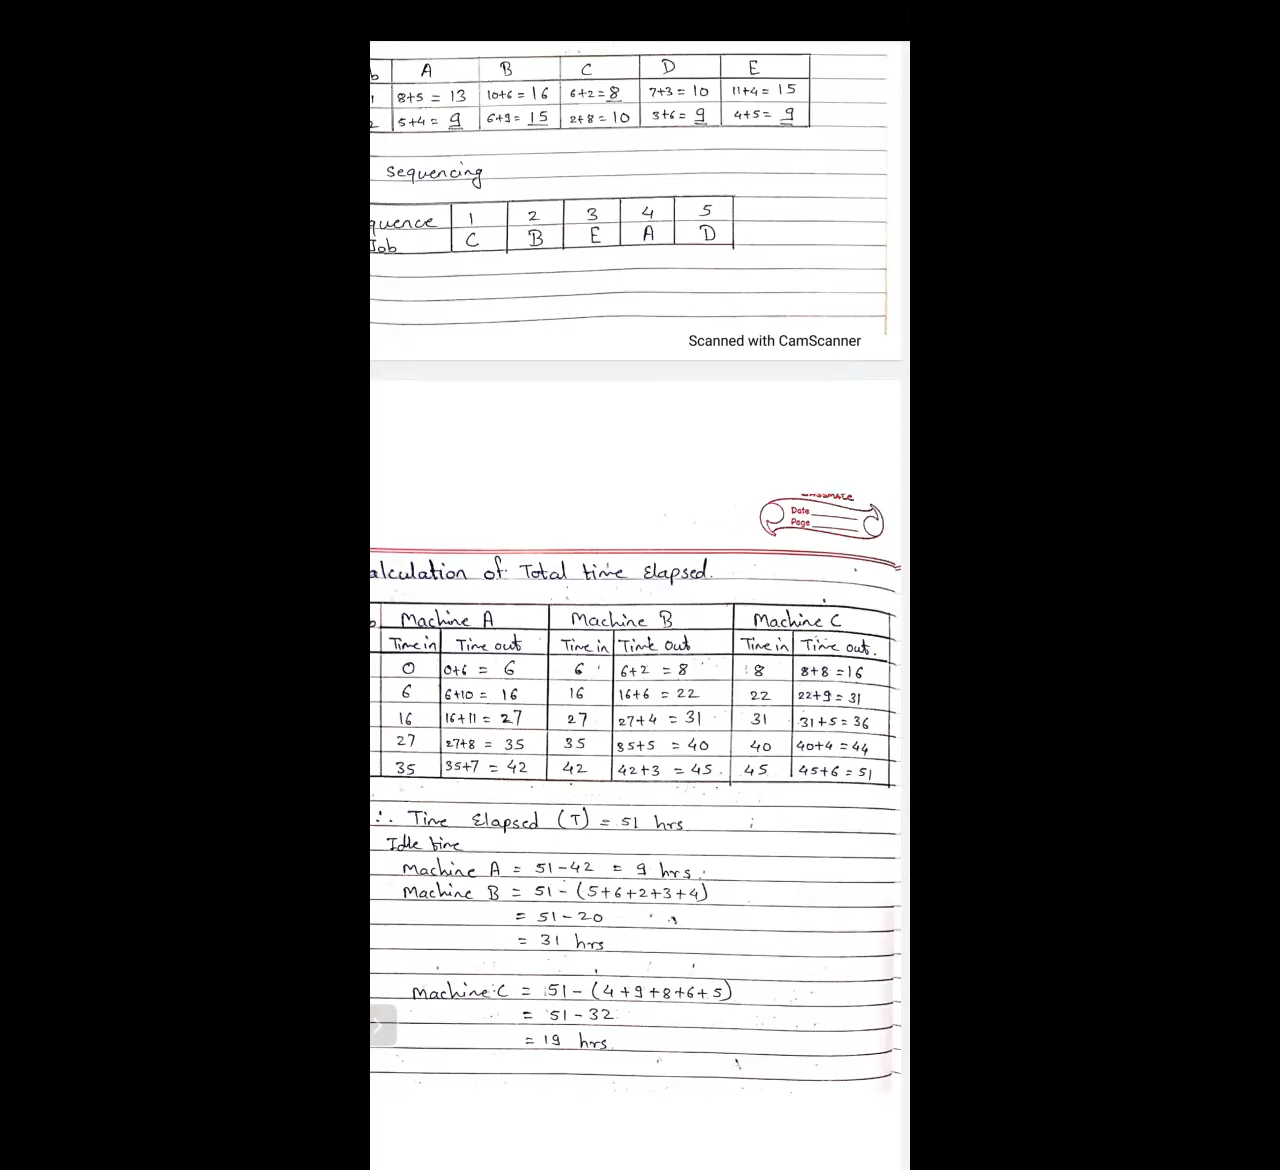 b A B C D E
1 8+5 = 13 10+6 = 16 6+2 = 8 7+3 = 10 11+4 = 15
2 5+4 = 9 6+9 = 15 2+8 = 10 3+6 = 9 4+5 = 9
Sequencing
quence 1 2 3 4 5
Job C B E A D
Scanned with CamScanner
classmate
Date
Page
alculation of Total time Elapsed.
b Machine A Machine B Machine C
Time in Time out Time in Time out Time in Time out.
0 0+6 = 6 6 6+2 = 8 8 8+8 = 16
6 6+10 = 16 16 16+6 = 22 22 22+9 = 31
16 16+11 = 27 27 27+4 = 31 31 31+5 = 36
27 27+8 = 35 35 35+5 = 40 40 40+4 = 44
35 35+7 = 42 42 42+3 = 45. 45 45+6 = 51
∴ Time Elapsed (T) = 51 hrs
Idle time
Machine A = 51-42 = 9 hrs.
Machine B = 51 - (5+6+2+3+4)
= 51-20
= 31 hrs
Machine C = 51 - (4+9+8+6+5)
= 51-32
= 19 hrs.